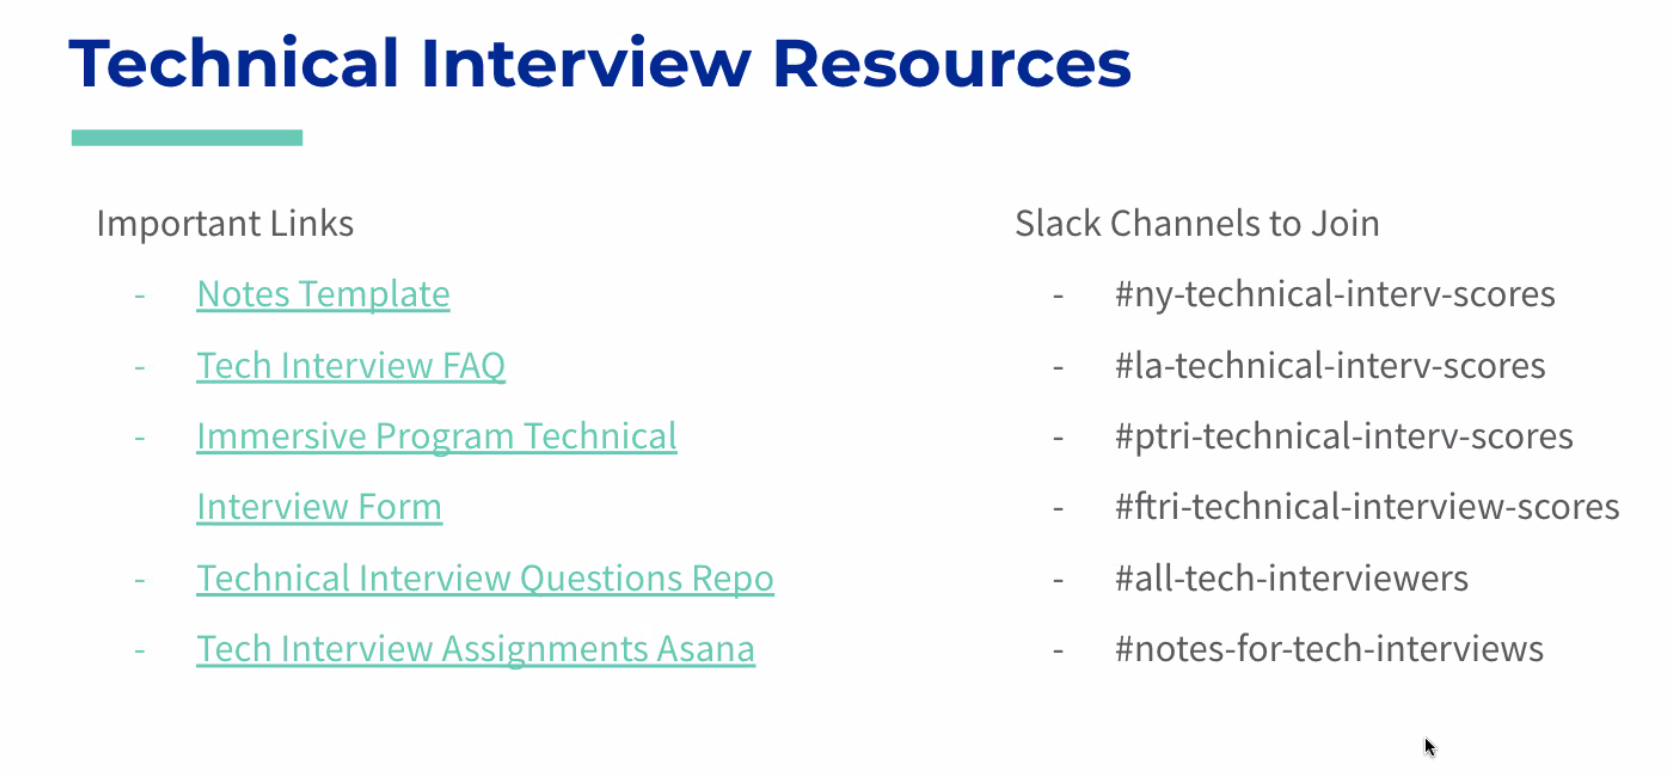 Technical Interview Resources
Important Links
- Notes Template
- Tech Interview FAQ
- Immersive Program Technical
Interview Form
- Technical Interview Questions Repo
- Tech Interview Assignments Asana
Slack Channels to Join
- #ny-technical-interv-scores
- #la-technical-interv-scores
- #ptri-technical-interv-scores
- #ftri-technical-interview-scores
- #all-tech-interviewers
- #notes-for-tech-interviews